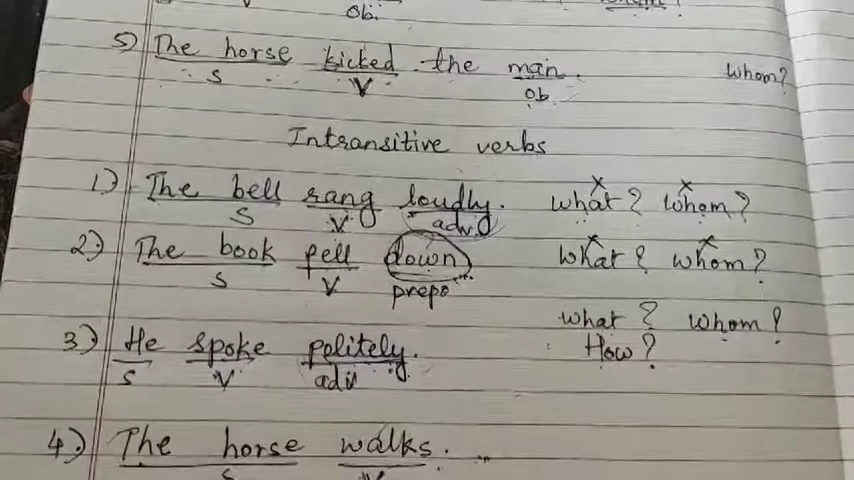 Ob.
5) The horse kicked the man. whom?
S V Ob
Intransitive verbs
1) The bell rang loudly. what? whom?
S V adv.
2) The book fell down what? whom?
S V prepo
what? whom?
3) He spoke politely. How?
S V adv
4) The horse walks.
S V